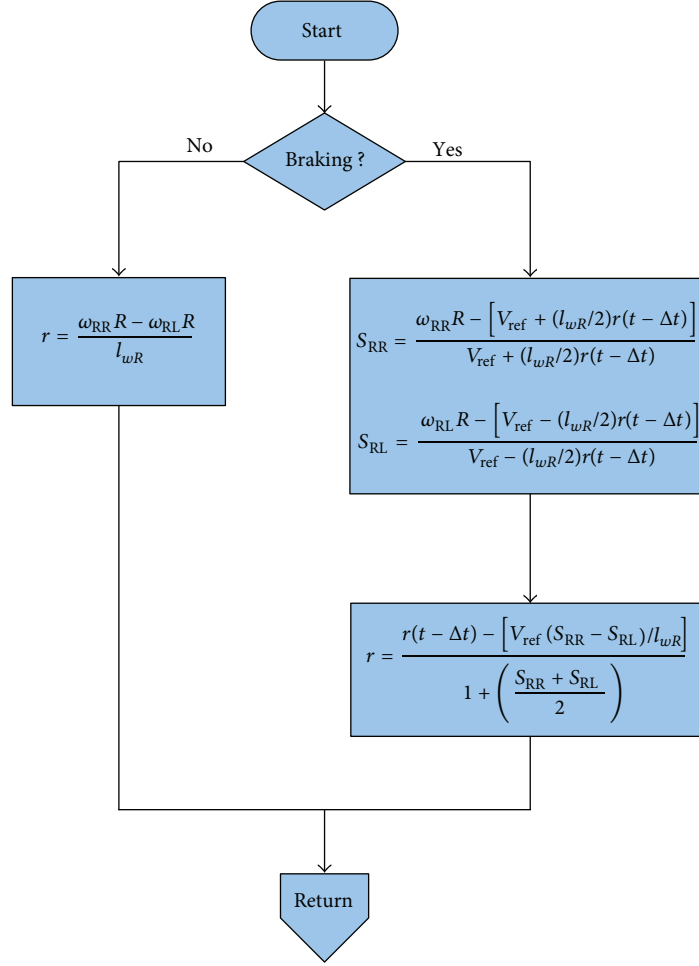 Start
Braking ?
No
Yes
r = (ω_RR R − ω_RL R) / l_wR
S_RR = (ω_RR R − [V_ref + (l_wR/2)r(t − Δt)]) / (V_ref + (l_wR/2)r(t − Δt))
S_RL = (ω_RL R − [V_ref − (l_wR/2)r(t − Δt)]) / (V_ref − (l_wR/2)r(t − Δt))
r = (r(t − Δt) − [V_ref (S_RR − S_RL)/l_wR]) / (1 + ((S_RR + S_RL) / 2))
Return